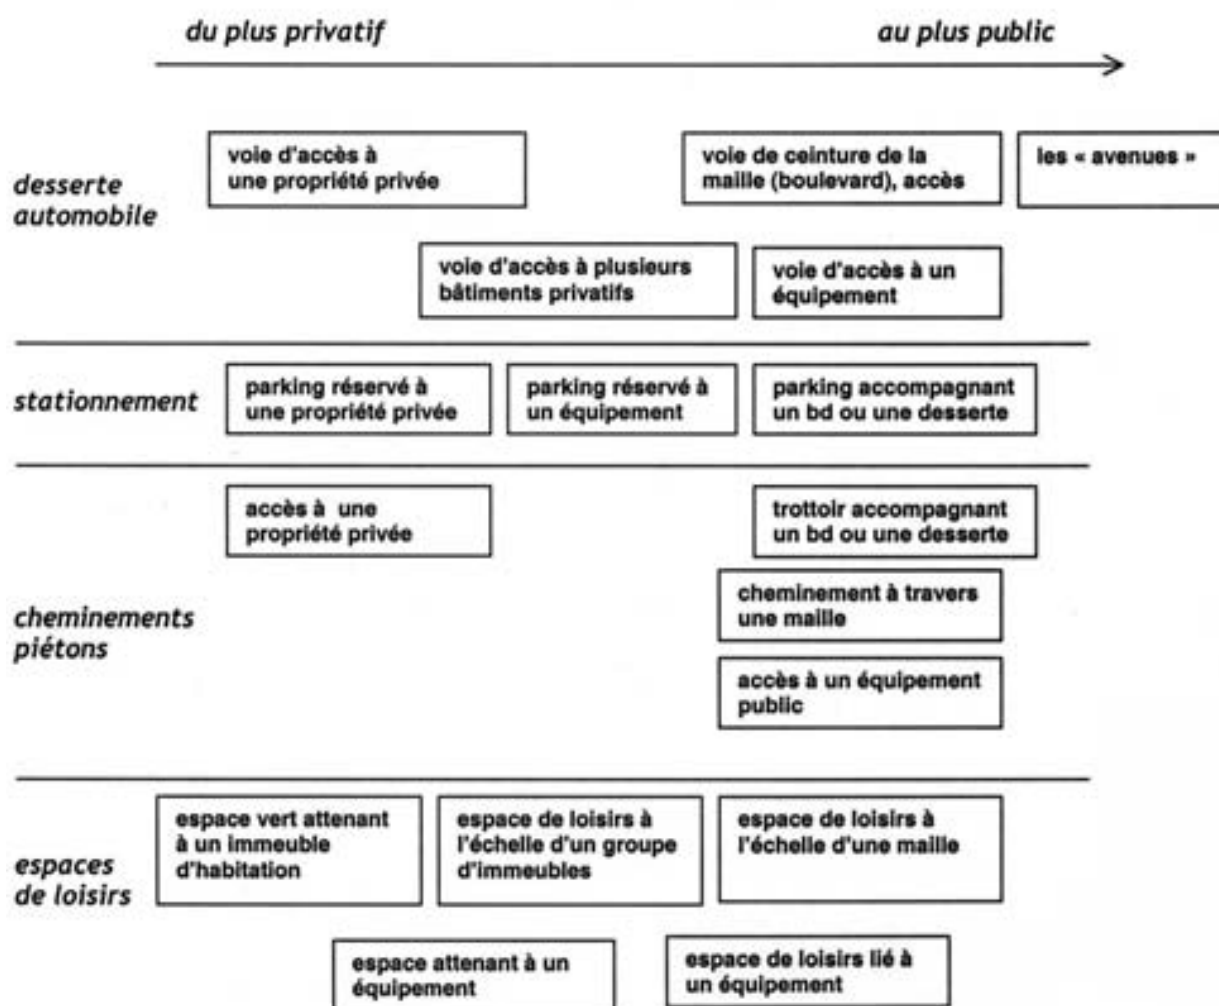 du plus privatif
au plus public
desserte
automobile
voie d'accès à
une propriété privée
voie de ceinture de la
maille (boulevard), accès
les « avenues »
voie d'accès à plusieurs
bâtiments privatifs
voie d'accès à un
équipement
stationnement
parking réservé à
une propriété privée
parking réservé à
un équipement
parking accompagnant
un bd ou une desserte
cheminements
piétons
accès à une
propriété privée
trottoir accompagnant
un bd ou une desserte
cheminement à travers
une maille
accès à un équipement
public
espaces
de loisirs
espace vert attenant
à un immeuble
d'habitation
espace de loisirs à
l'échelle d'un groupe
d'immeubles
espace de loisirs à
l'échelle d'une maille
espace attenant à un
équipement
espace de loisirs lié à
un équipement